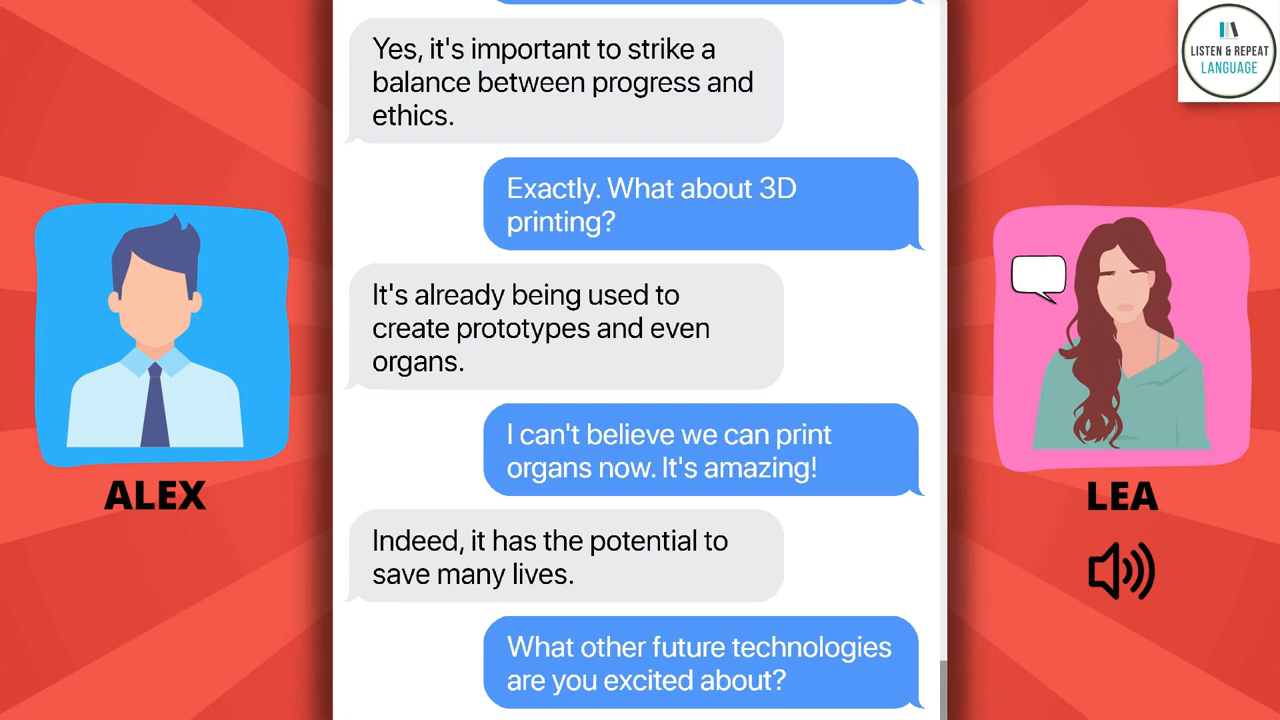 LISTEN & REPEAT
LANGUAGE
Yes, it's important to strike a
balance between progress and
ethics.
Exactly. What about 3D
printing?
It's already being used to
create prototypes and even
organs.
I can't believe we can print
organs now. It's amazing!
Indeed, it has the potential to
save many lives.
What other future technologies
are you excited about?
ALEX
LEA